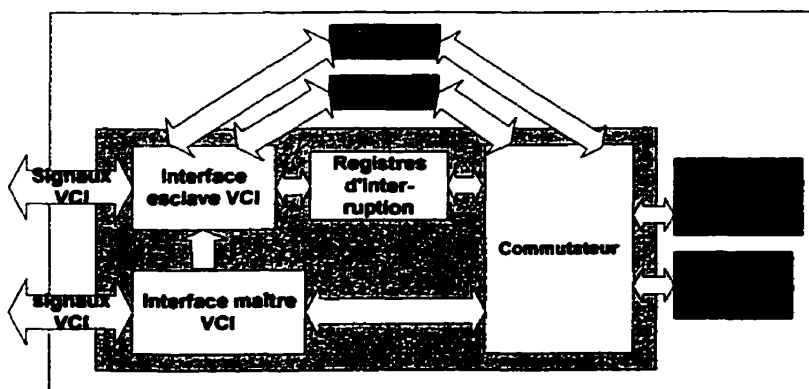 Signaux
VCI
Interface
esclave VCI
Registres
d'inter-
ruption
Commutateur
signaux
VCI
Interface maître
VCI